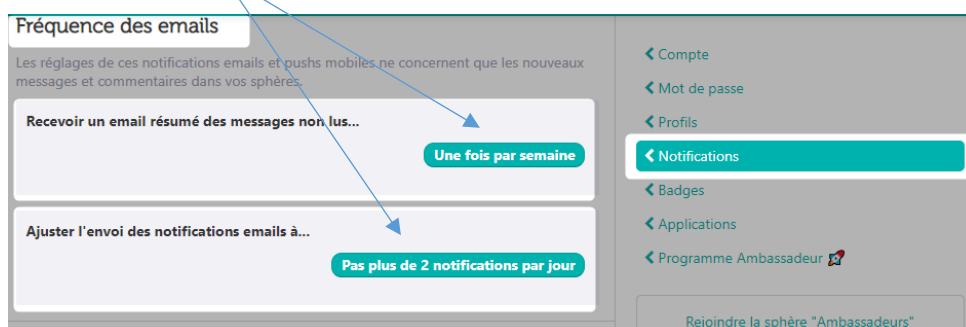 Fréquence des emails
Les réglages de ces notifications emails et pushs mobiles ne concernent que les nouveaux
messages et commentaires dans vos sphères.
Recevoir un email résumé des messages non lus...
Une fois par semaine
Ajuster l'envoi des notifications emails à...
Pas plus de 2 notifications par jour
Compte
Mot de passe
Profils
Notifications
Badges
Applications
Programme Ambassadeur 🚀
Rejoindre la sphère "Ambassadeurs"